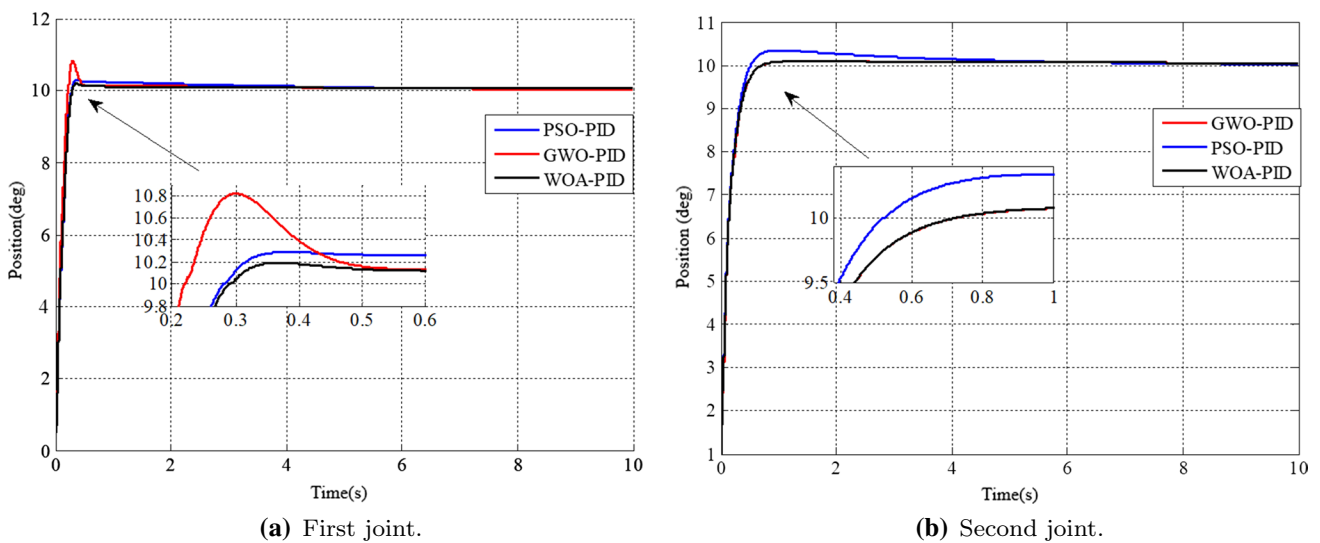 12
10
8
6
4
2
0
Position(deg)
PSO-PID
GWO-PID
WOA-PID
10.8
10.6
10.4
10.2
10
9.8
0.2 0.3 0.4 0.5 0.6
0 2 4 6 8 10
Time(s)
(a) First joint.
11
10
9
8
7
6
5
4
3
2
1
Position (deg)
GWO-PID
PSO-PID
WOA-PID
10
9.5
0.4 0.6 0.8 1
0 2 4 6 8 10
Time(s)
(b) Second joint.